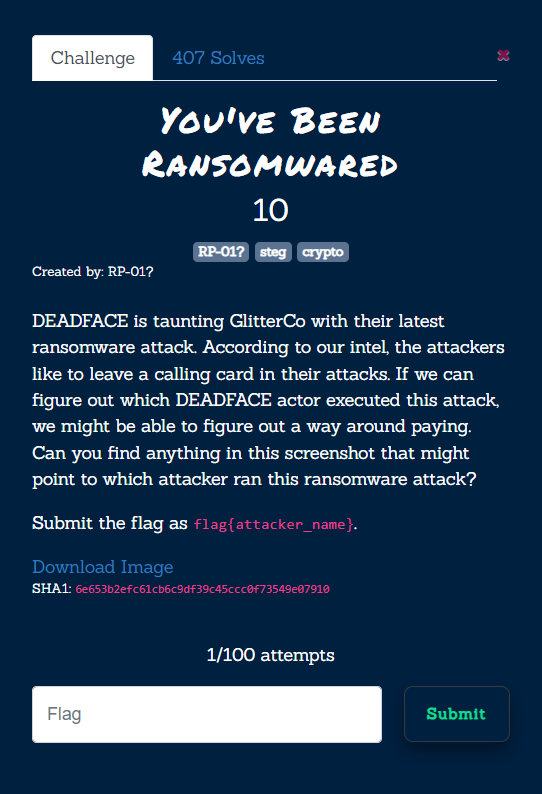 Challenge
407 Solves
You've Been
Ransomwared
10
RP-01? steg crypto
Created by: RP-01?
DEADFACE is taunting GlitterCo with their latest
ransomware attack. According to our intel, the attackers
like to leave a calling card in their attacks. If we can
figure out which DEADFACE actor executed this attack,
we might be able to figure out a way around paying.
Can you find anything in this screenshot that might
point to which attacker ran this ransomware attack?
Submit the flag as flag{attacker_name}.
Download Image
SHA1: 6e653b2efc61cb6c9df39c45ccc0f73549e07910
1/100 attempts
Flag
Submit